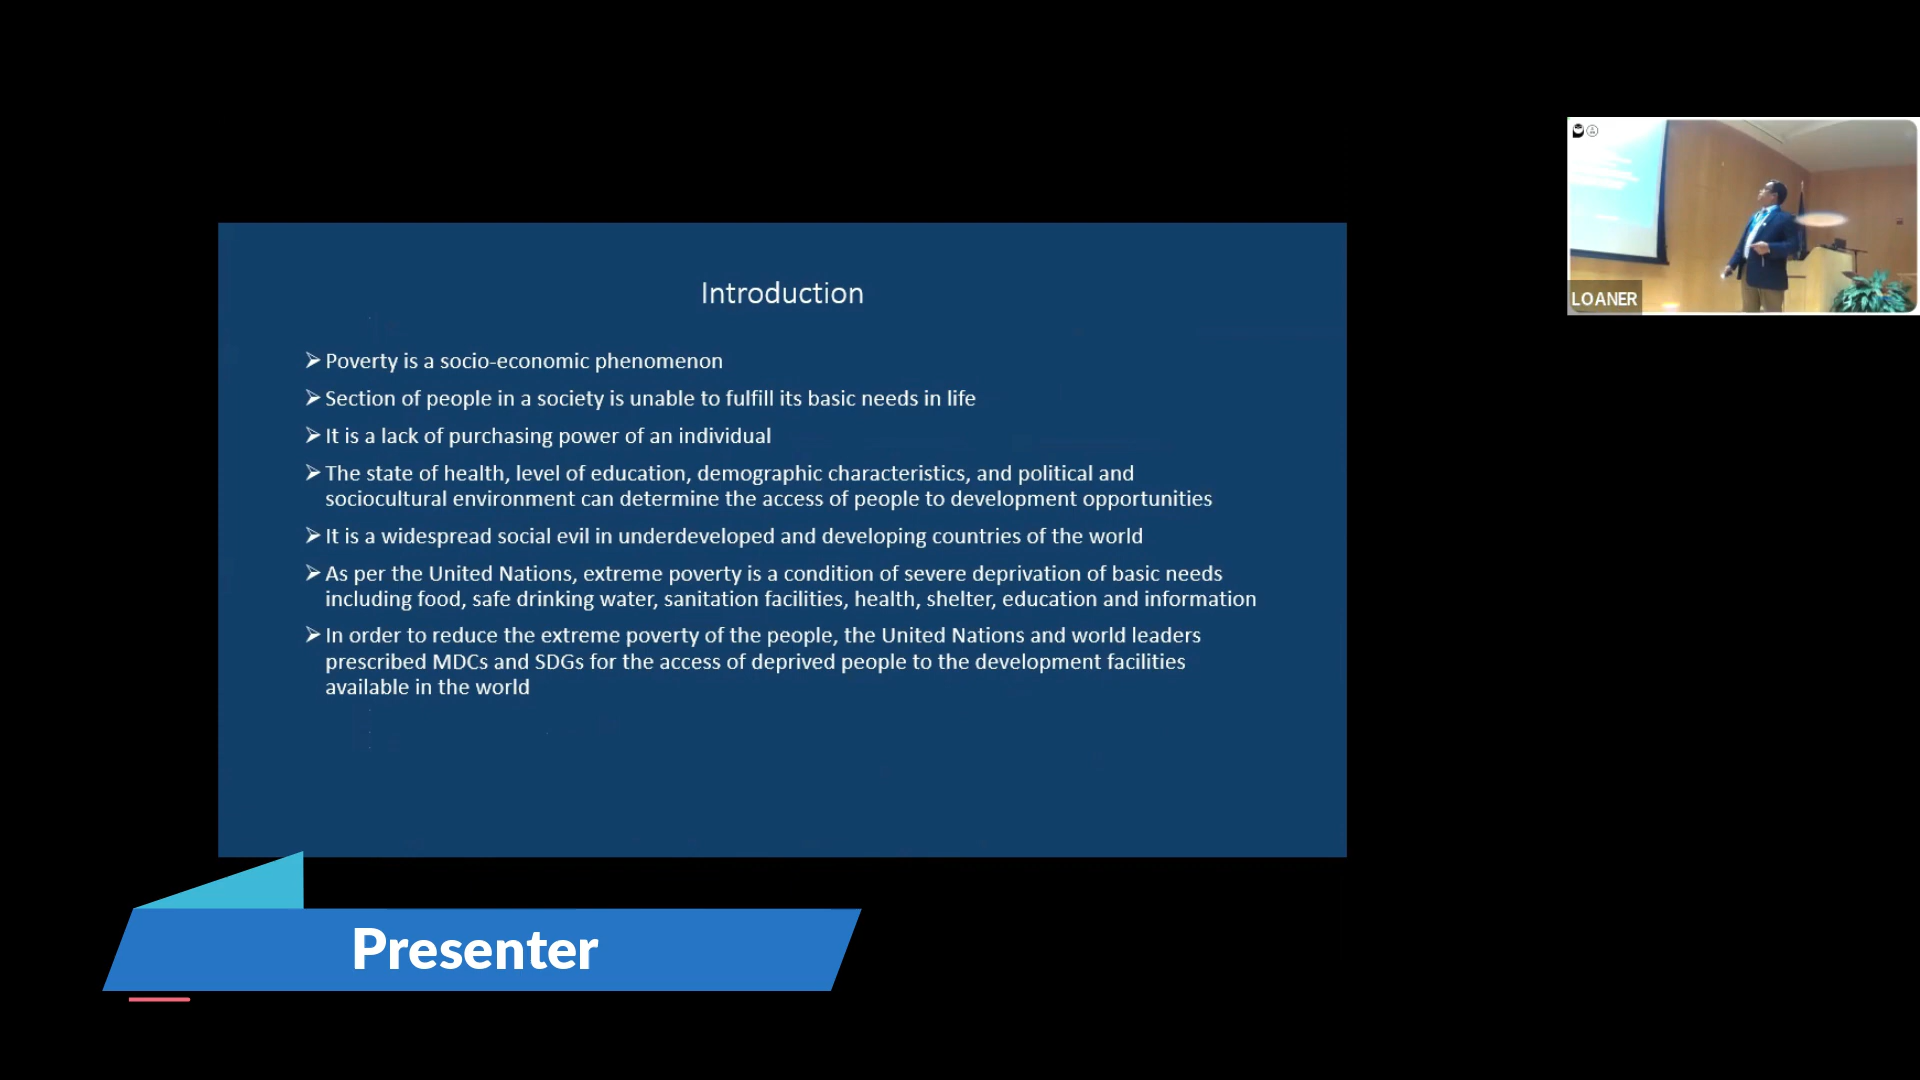 Introduction
Poverty is a socio-economic phenomenon
Section of people in a society is unable to fulfill its basic needs in life
It is a lack of purchasing power of an individual
The state of health, level of education, demographic characteristics, and political and
sociocultural environment can determine the access of people to development opportunities
It is a widespread social evil in underdeveloped and developing countries of the world
As per the United Nations, extreme poverty is a condition of severe deprivation of basic needs
including food, safe drinking water, sanitation facilities, health, shelter, education and information
In order to reduce the extreme poverty of the people, the United Nations and world leaders
prescribed MDCs and SDGs for the access of deprived people to the development facilities
available in the world
LOANER
Presenter